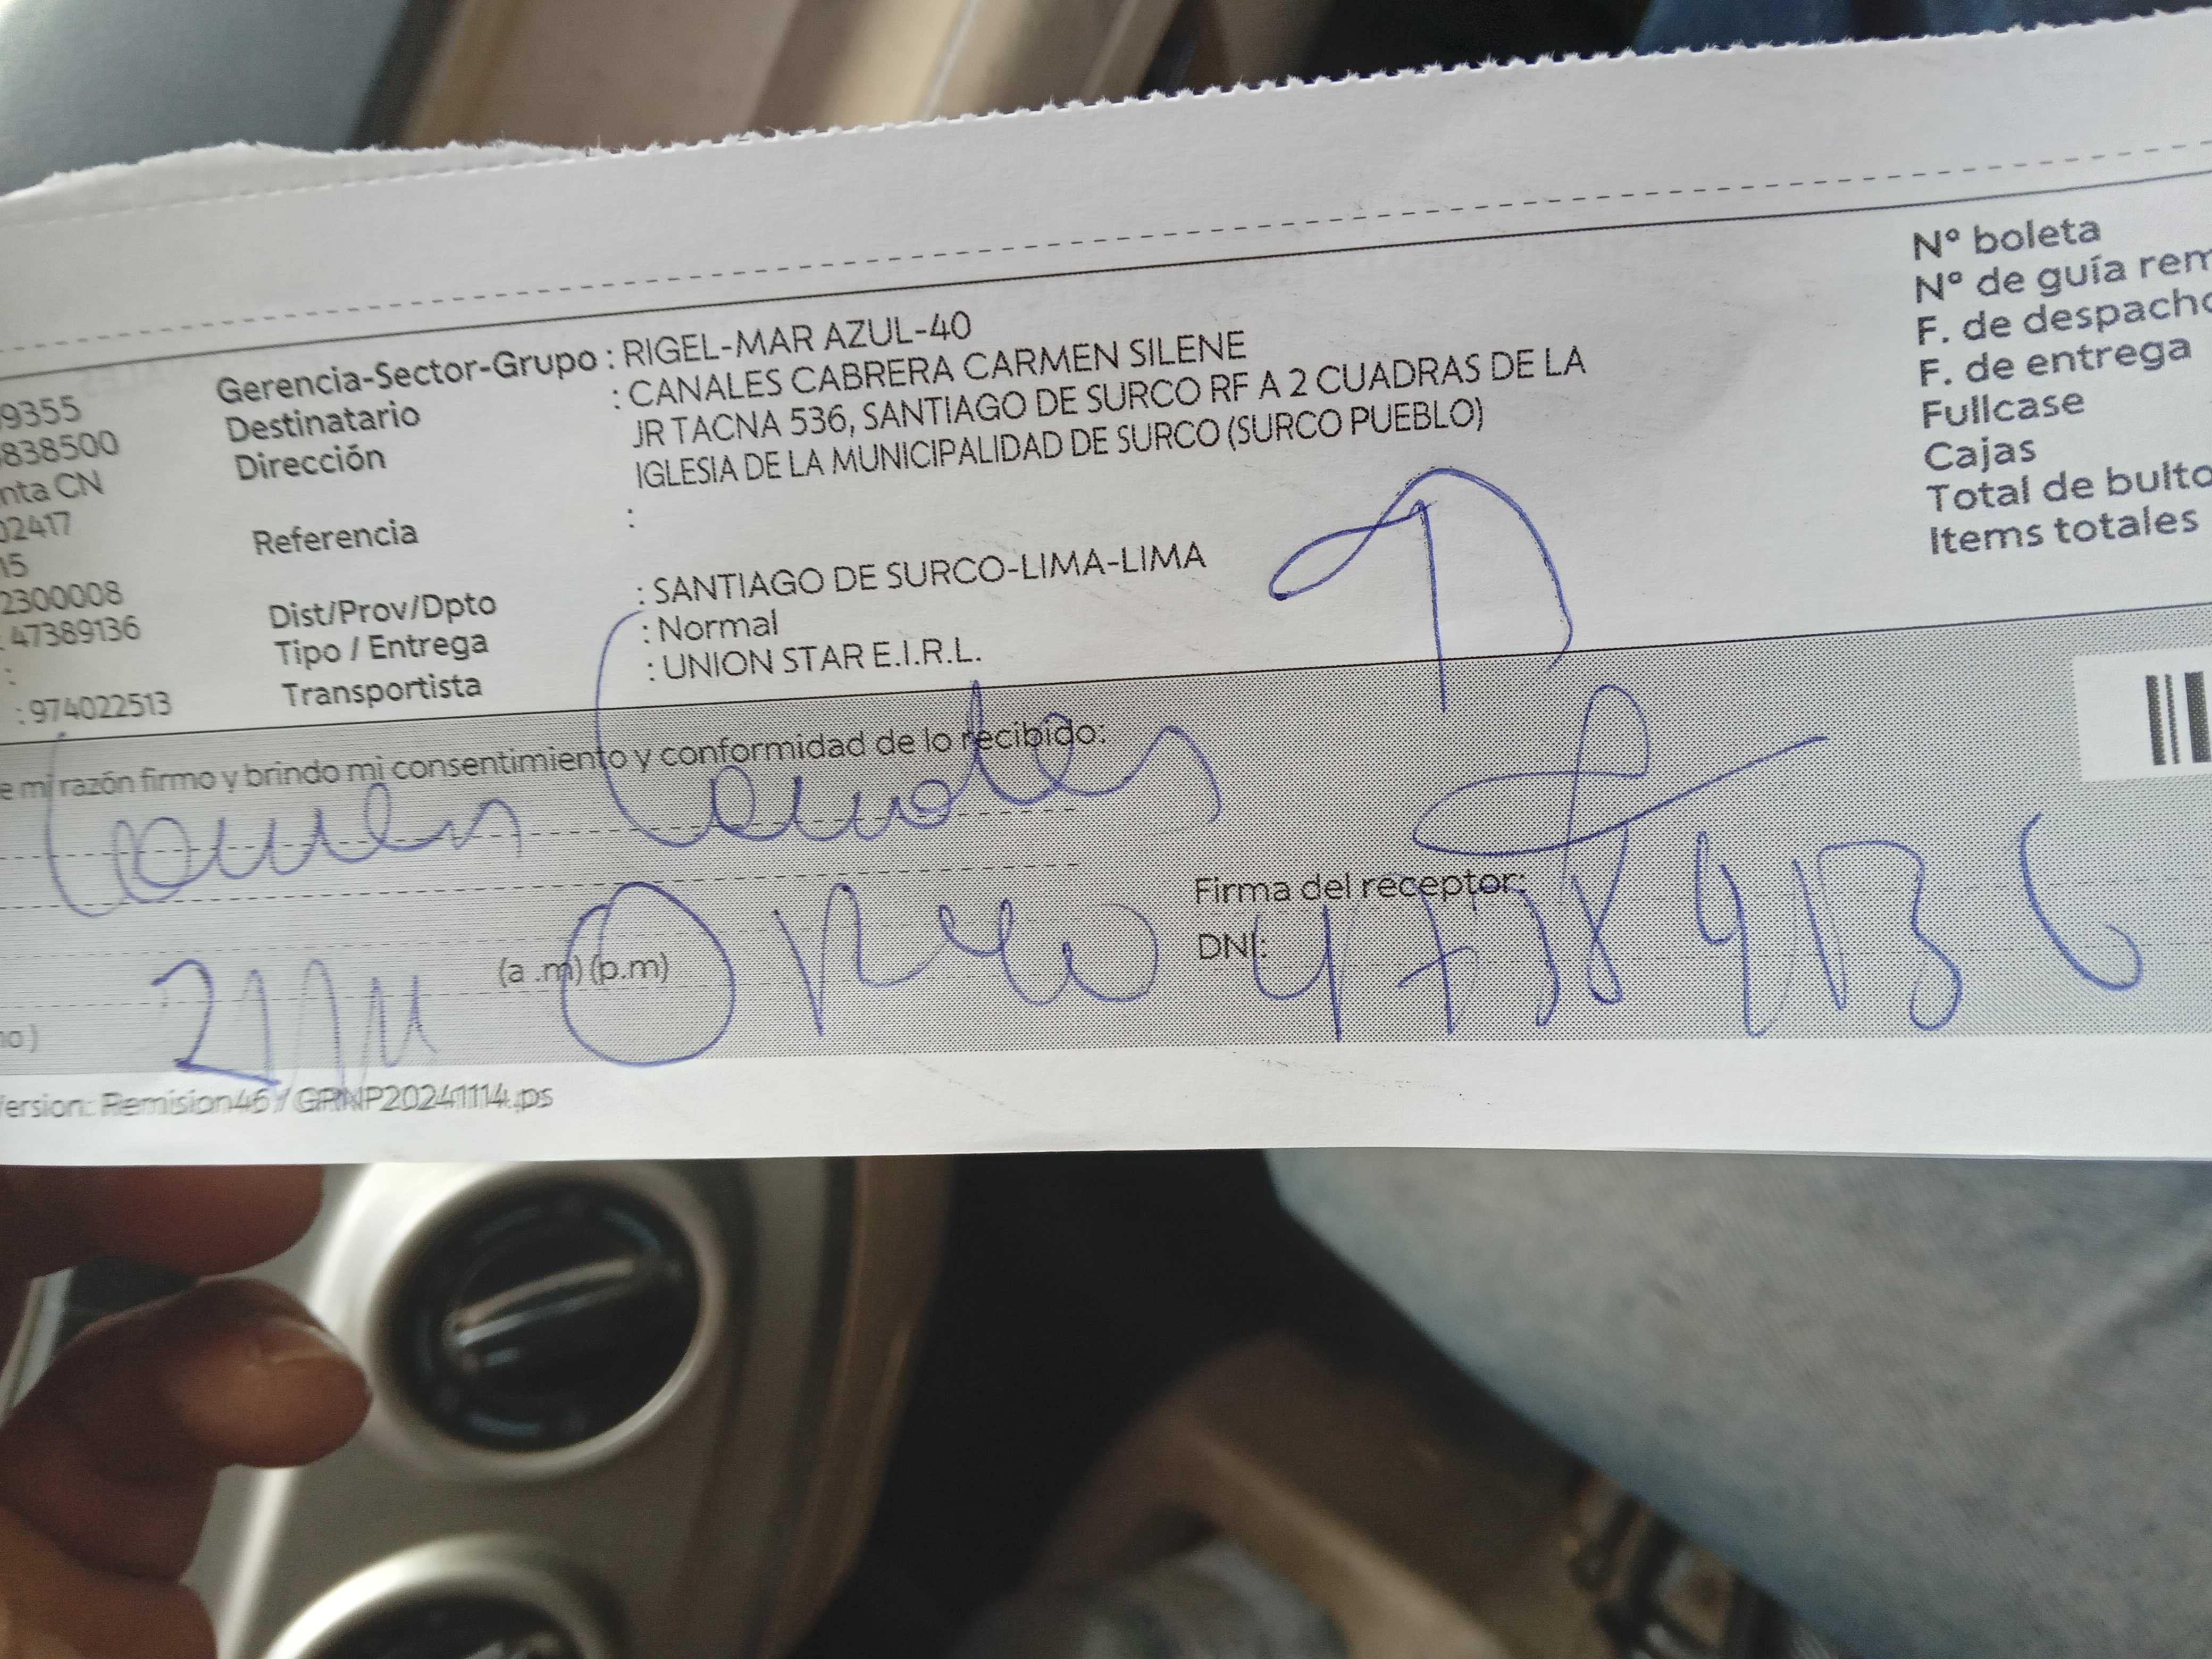 9355
838500
nta CN
02417
15
2300008
: 47389136
:
: 974022513
Gerencia-Sector-Grupo : RIGEL-MAR AZUL-40
Destinatario : CANALES CABRERA CARMEN SILENE
Dirección JR TACNA 536, SANTIAGO DE SURCO RF A 2 CUADRAS DE LA
IGLESIA DE LA MUNICIPALIDAD DE SURCO (SURCO PUEBLO)
Referencia :
Dist/Prov/Dpto : SANTIAGO DE SURCO-LIMA-LIMA
Tipo / Entrega : Normal
Transportista : UNION STAR E.I.R.L.
N° boleta
N° de guía rem
F. de despacho
F. de entrega
Fullcase
Cajas
Total de bulto
Items totales
e mi razón firmo y brindo mi consentimiento y conformidad de lo recibido:
Carmen Canales
Firma del receptor:
(a .m) (p.m)
DNI: 47389136
no )
Version: Remision46 / GRNP20241114.ps